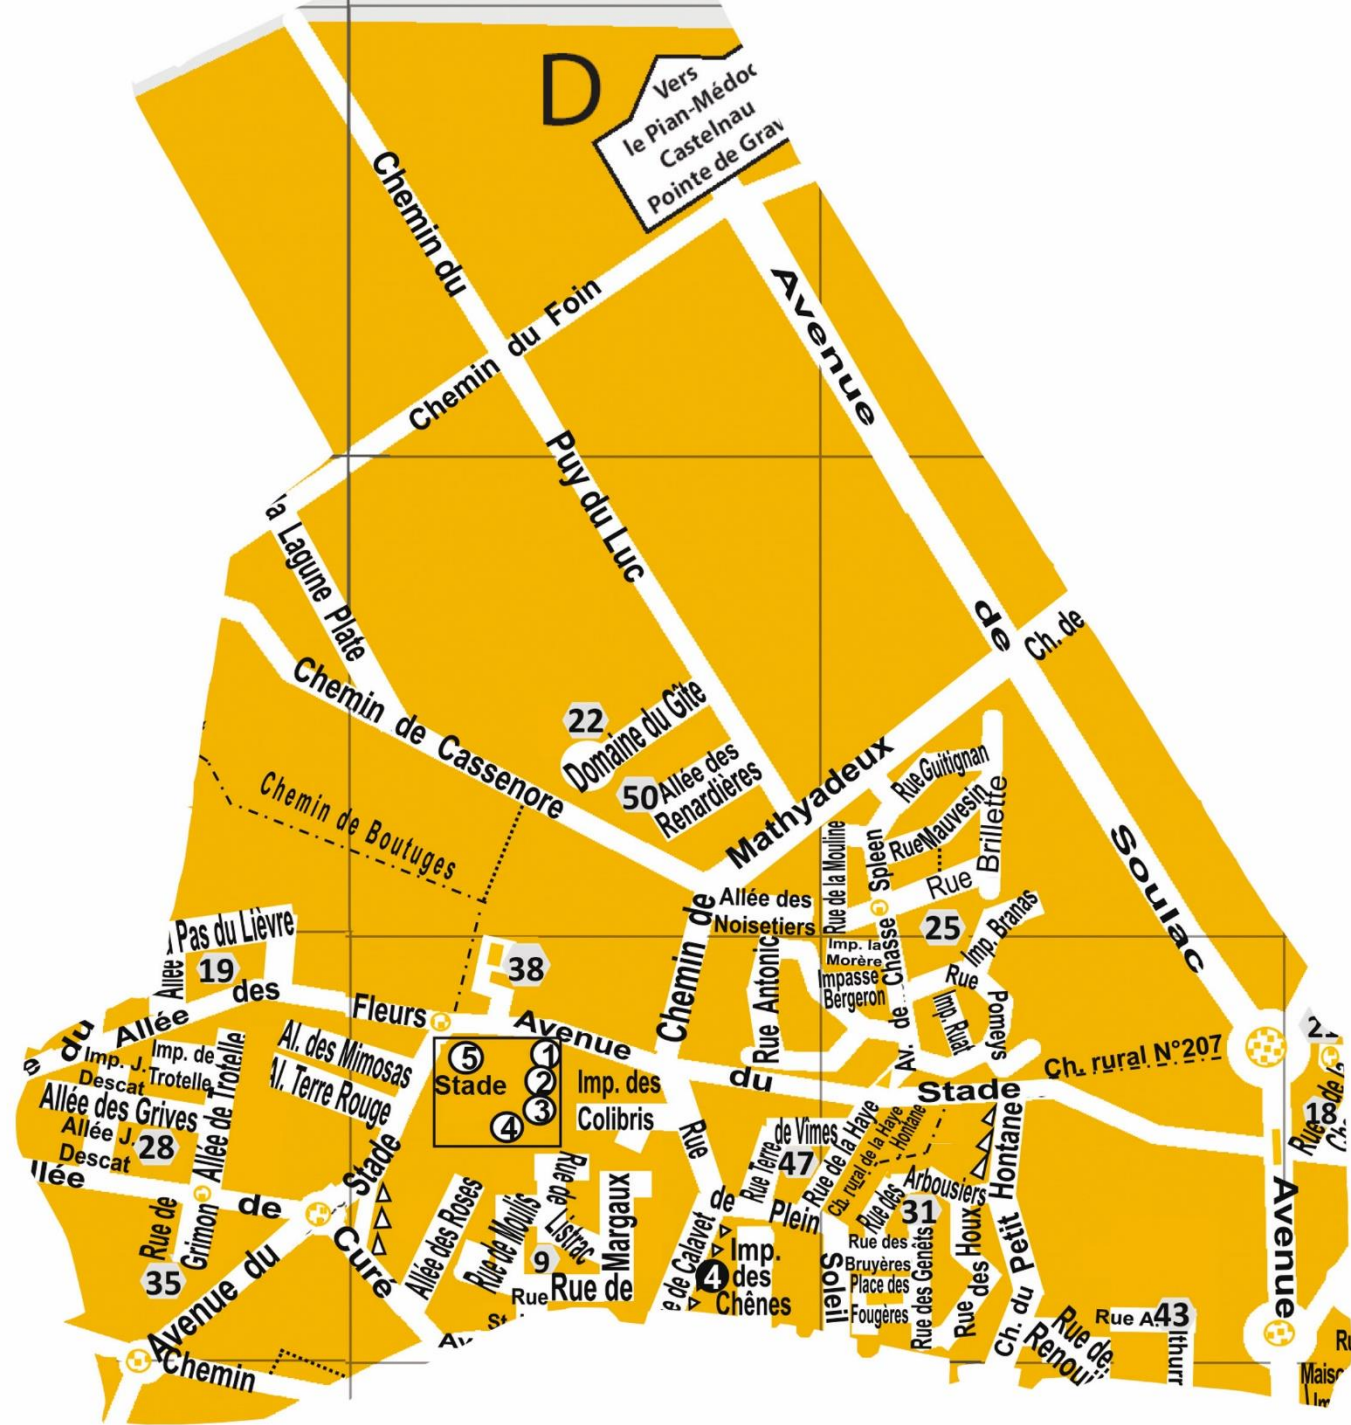 D
Vers
le Pian-Médoc
Castelnau
Chemin du
Avenue
Chemin du Foin
Puy du Luc
Lagune Plate
de
Ch. de
Chemin de Cassenore
22
Domaine du Gîte
50
Allée des
Renardières
Mathyadeux
Rue Guitignan
Rue Mauvesin
Rue Brillette
Chemin de Boutuges
Soulac
Rue de la Mouline
Spleen
Allée des
Noisetiers
Chemin de
25
Imp. Branas
Pas du Lièvre
Allée
19
38
Imp. la
Morère
Impasse
Bérgeron
Av. de Chasse
Rue Pomeys
Imp. Riat
Rue Antonic
Allée des Fleurs
Avenue du Stade
Ch. rural N°207
du
Imp. J.
Descat
Imp. de
Trotelle
Allée de Trotelle
Al. des Mimosas
Al. Terre Rouge
5
1
Stade
2
3
4
Imp. des
Colibris
18
Allée des Grives
Allée J.
Descat
28
Stade
Rue de
de Vimes
Rue Terre
47
Rue de la Haye
Ch. rural de la Haye
Hontane
Arbousiers
Rue des
31
Plein
Soleil
Petit Hontane
Ch. du
de Curé
Rue de
Grimon
35
Avenue du
Chemin
Allée des Roses
Rue de Moulis
Rue de
Listrac
Margaux
9
Rue
Rue de
de Calavet
4
Imp.
des
Chênes
Rue des
Bruyères
Place des
Fougères
Rue des Genêts
Rue des Houx
Rue de
Rue A.
43
Avenue